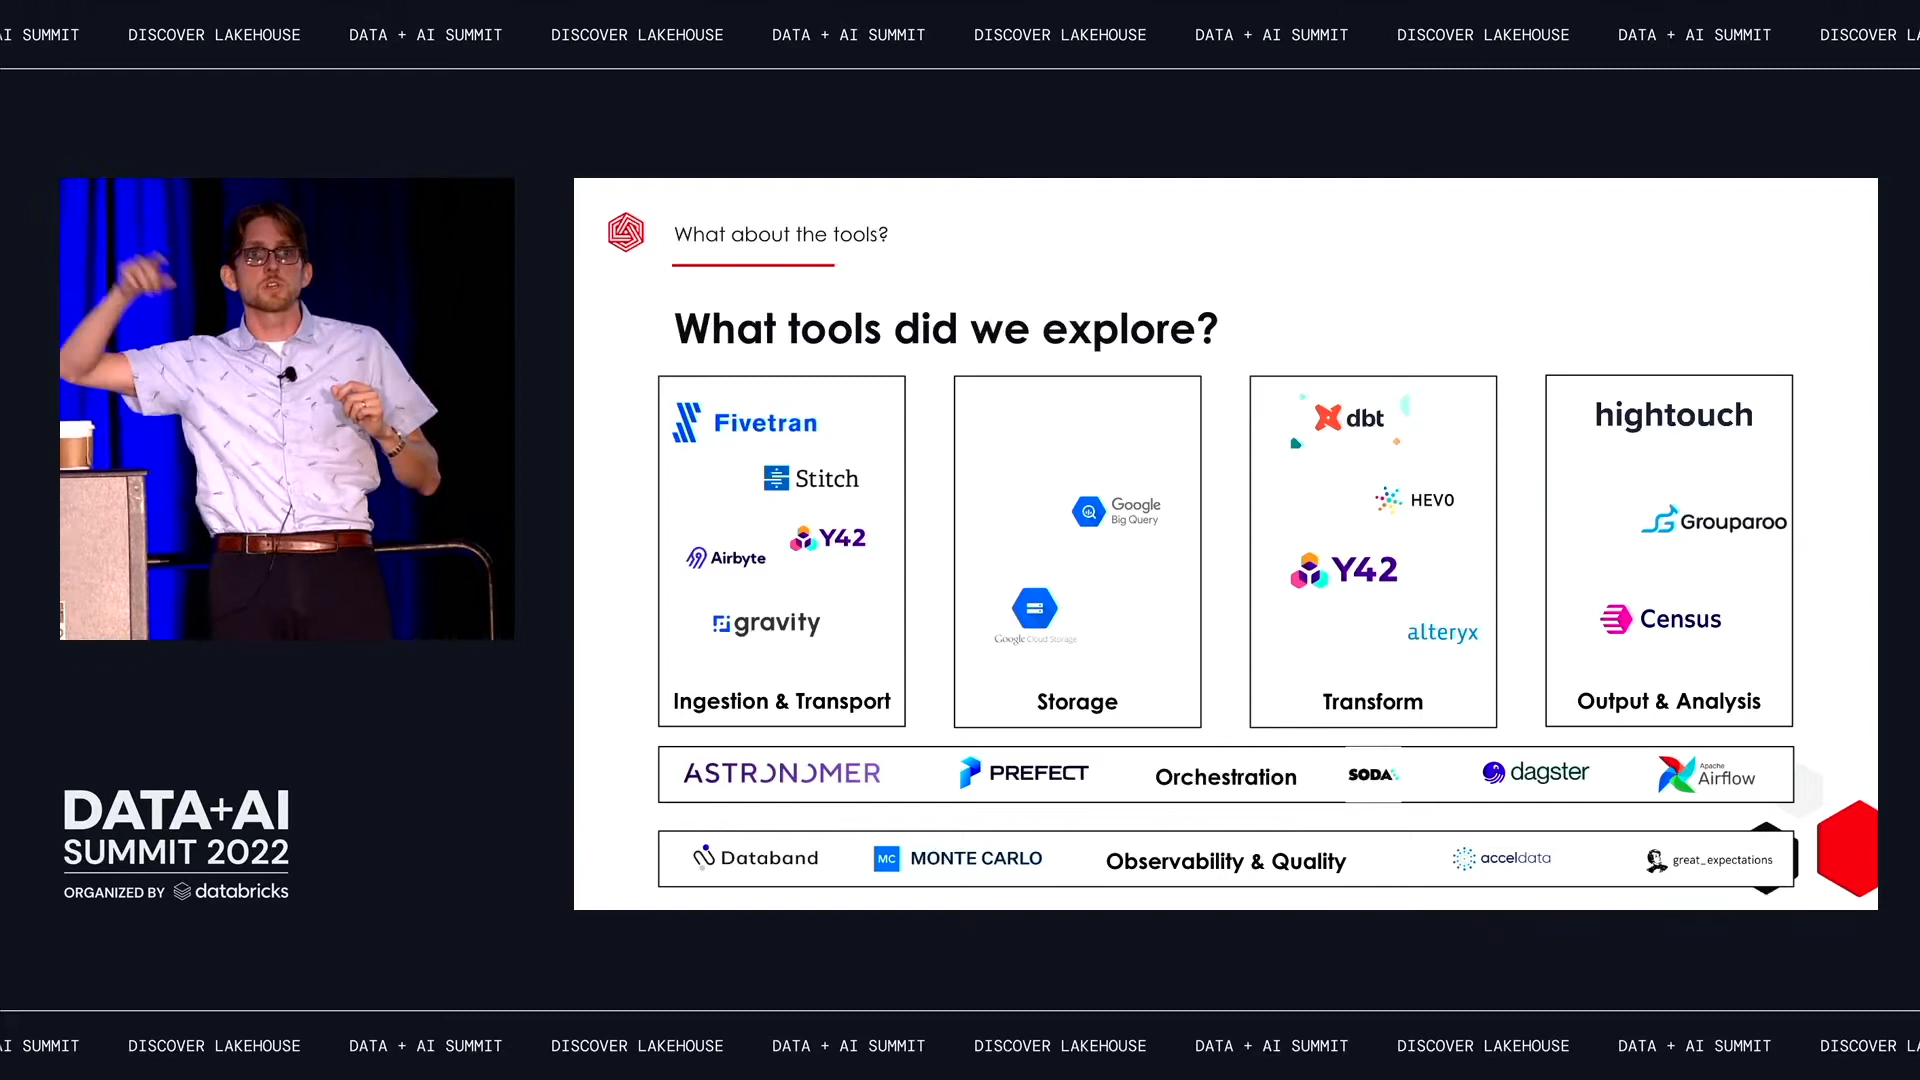 AI SUMMIT DISCOVER LAKEHOUSE DATA + AI SUMMIT DISCOVER LAKEHOUSE DATA + AI SUMMIT DISCOVER LAKEHOUSE DATA + AI SUMMIT DISCOVER LAKEHOUSE DATA + AI SUMMIT DISCOVER LA
What about the tools?
What tools did we explore?
Fivetran
Stitch
Y42
Airbyte
gravity
Ingestion & Transport
Google
Big Query
Google Cloud Storage
Storage
dbt
HEVO
Y42
alteryx
Transform
hightouch
Grouparoo
Census
Output & Analysis
ASTRONOMER PREFECT Orchestration SODA dagster Apache Airflow
Databand MC MONTE CARLO Observability & Quality acceldata great_expectations
DATA+AI
SUMMIT 2022
ORGANIZED BY databricks
AI SUMMIT DISCOVER LAKEHOUSE DATA + AI SUMMIT DISCOVER LAKEHOUSE DATA + AI SUMMIT DISCOVER LAKEHOUSE DATA + AI SUMMIT DISCOVER LAKEHOUSE DATA + AI SUMMIT DISCOVER LA